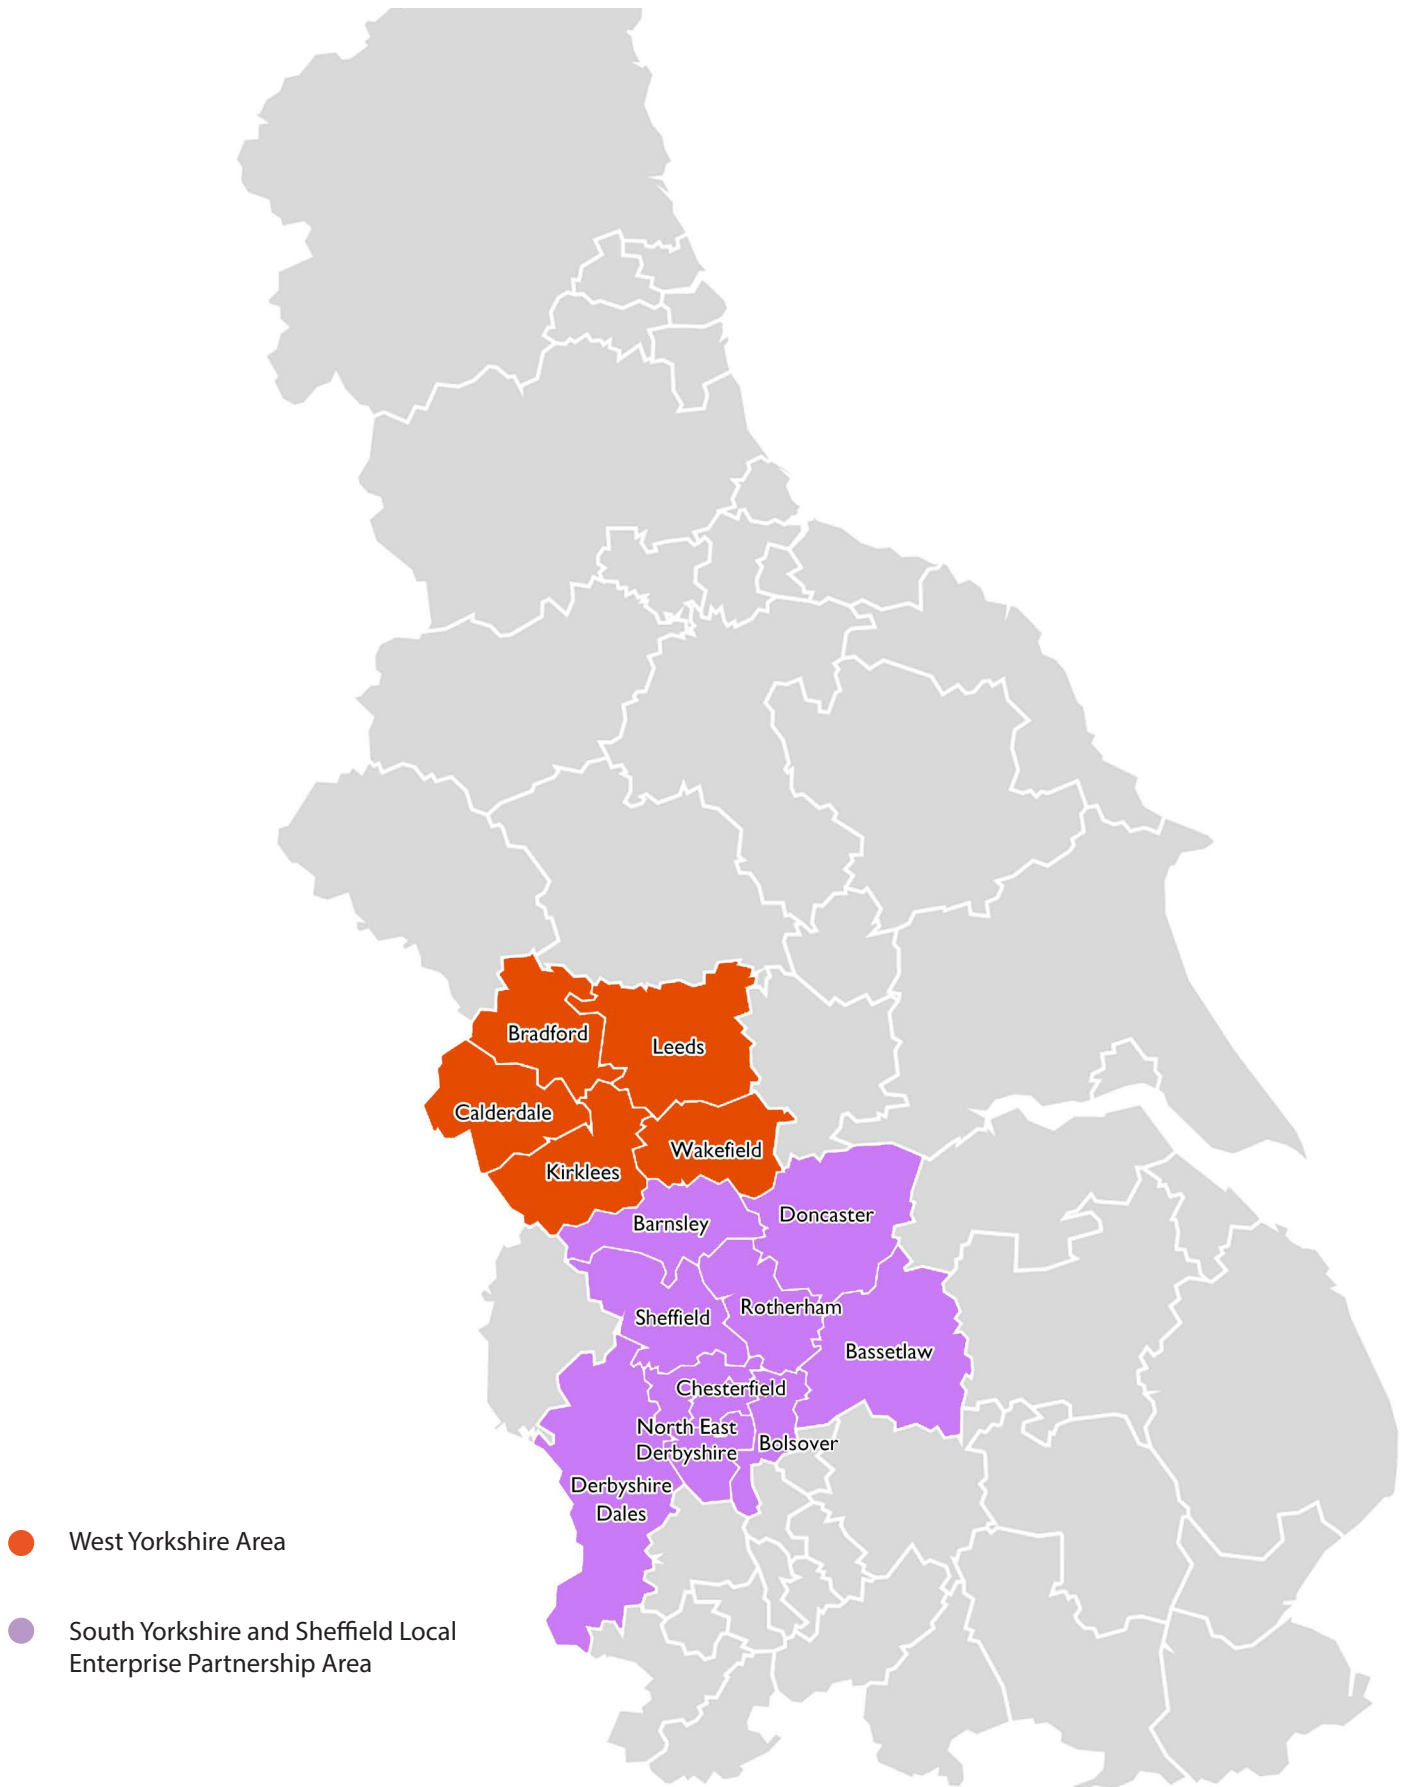 Bradford
Leeds
Calderdale
Wakefield
Kirklees
Doncaster
Barnsley
Rotherham
Sheffield
Bassetlaw
Chesterfield
North East
Derbyshire
Bolsover
Derbyshire
Dales
West Yorkshire Area
South Yorkshire and Sheffield Local
Enterprise Partnership Area